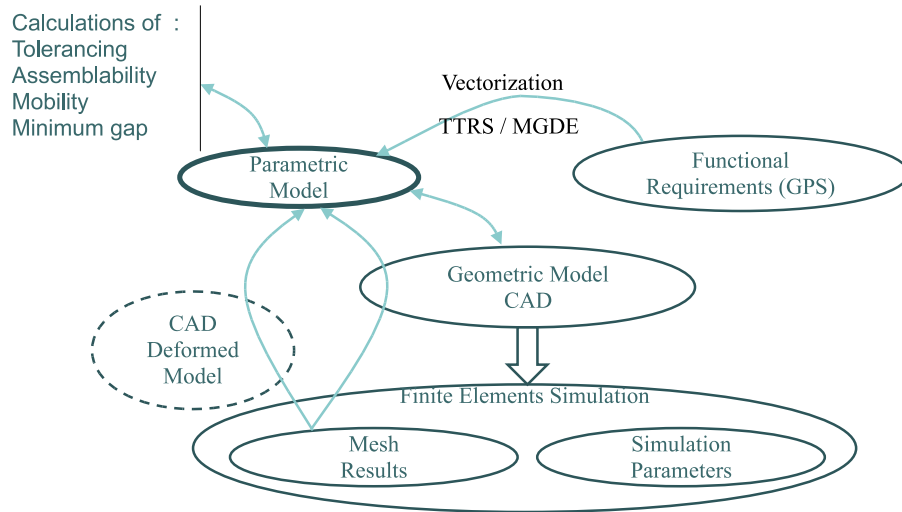 Calculations of :
Tolerancing
Assemblability
Mobility
Minimum gap
Vectorization
TTRS / MGDE
Parametric
Model
Functional
Requirements (GPS)
Geometric Model
CAD
CAD
Deformed
Model
Finite Elements Simulation
Mesh
Results
Simulation
Parameters